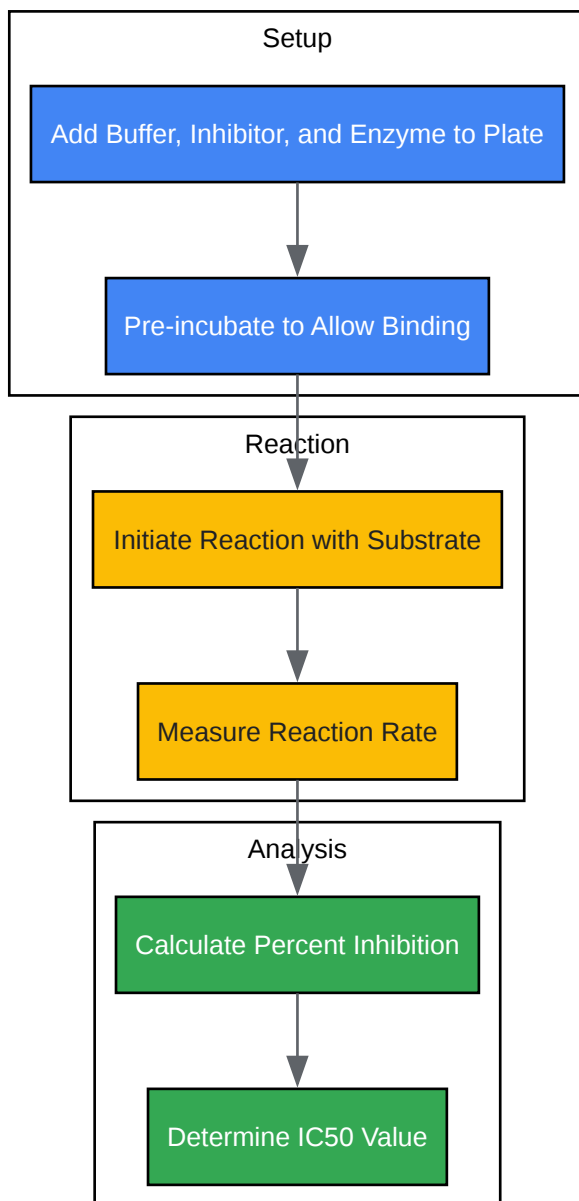 Setup
Add Buffer, Inhibitor, and Enzyme to Plate
Pre-incubate to Allow Binding
Reaction
Initiate Reaction with Substrate
Measure Reaction Rate
Analysis
Calculate Percent Inhibition
Determine IC50 Value